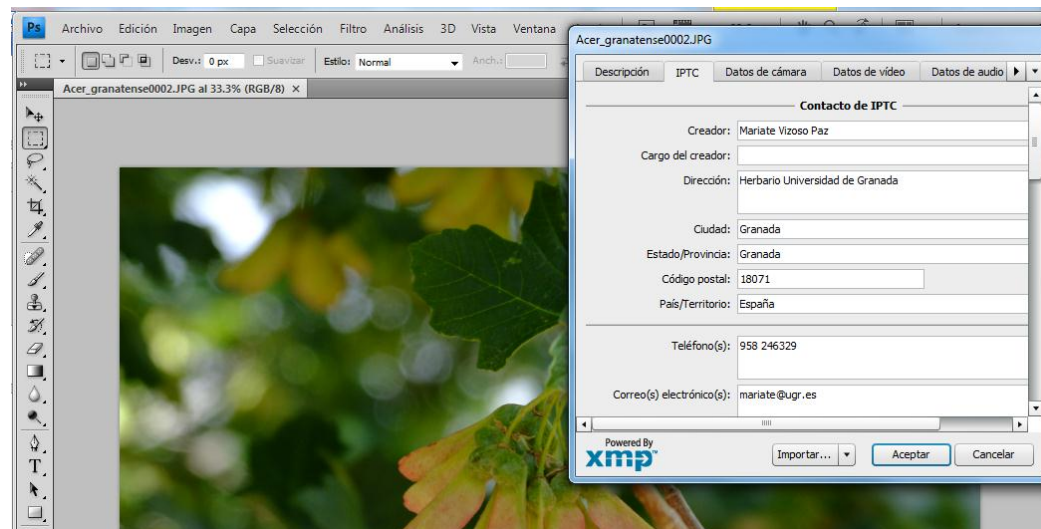 Ps Archivo Edición Imagen Capa Selección Filtro Análisis 3D Vista Ventana
Desv.: 0 px Suavizar Estilo: Normal Anch.:
Acer_granatense0002.JPG al 33.3% (RGB/8) ×
T
Acer_granatense0002.JPG
Descripción IPTC Datos de cámara Datos de vídeo Datos de audio
Contacto de IPTC
Creador: Mariate Vizoso Paz
Cargo del creador:
Dirección: Herbario Universidad de Granada
Ciudad: Granada
Estado/Provincia: Granada
Código postal: 18071
País/Territorio: España
Teléfono(s): 958 246329
Correo(s) electrónico(s): mariate@ugr.es
Powered By
xmp
Importar... Aceptar Cancelar